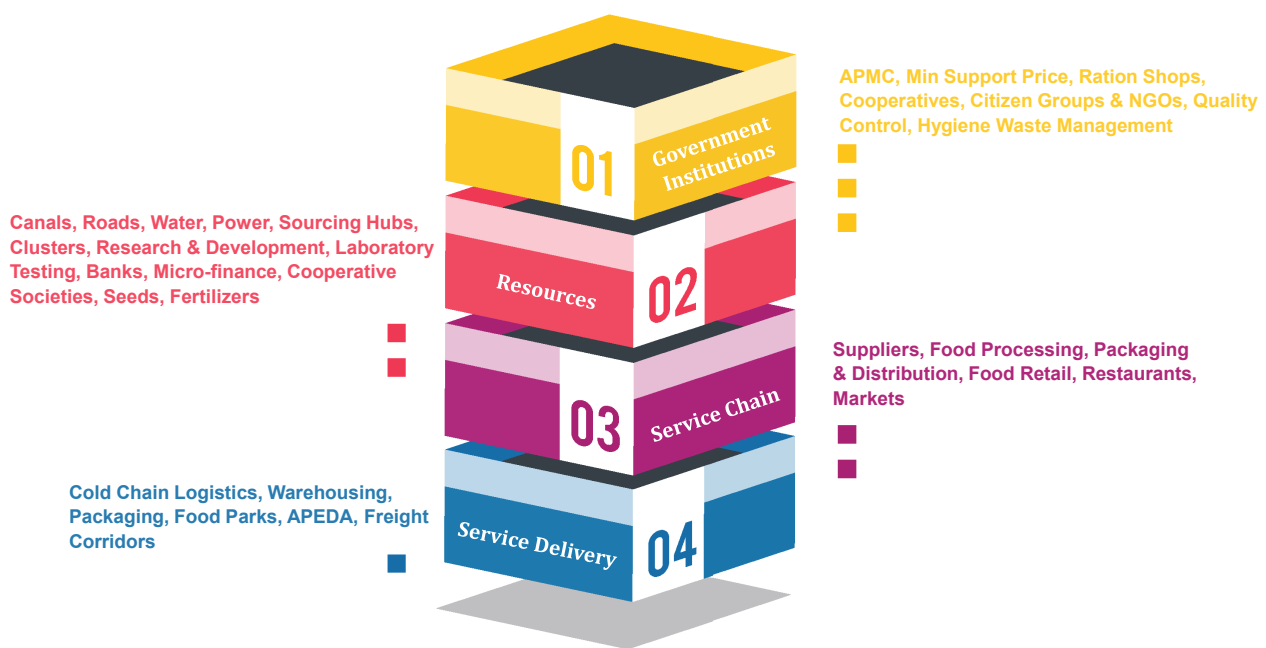 APMC, Min Support Price, Ration Shops,
Cooperatives, Citizen Groups & NGOs, Quality
Control, Hygiene Waste Management
01
Government
Institutions
Canals, Roads, Water, Power, Sourcing Hubs,
Clusters, Research & Development, Laboratory
Testing, Banks, Micro-finance, Cooperative
Societies, Seeds, Fertilizers
Resources
02
Suppliers, Food Processing, Packaging
& Distribution, Food Retail, Restaurants,
Markets
03
Service Chain
Cold Chain Logistics, Warehousing,
Packaging, Food Parks, APEDA, Freight
Corridors
Service Delivery
04